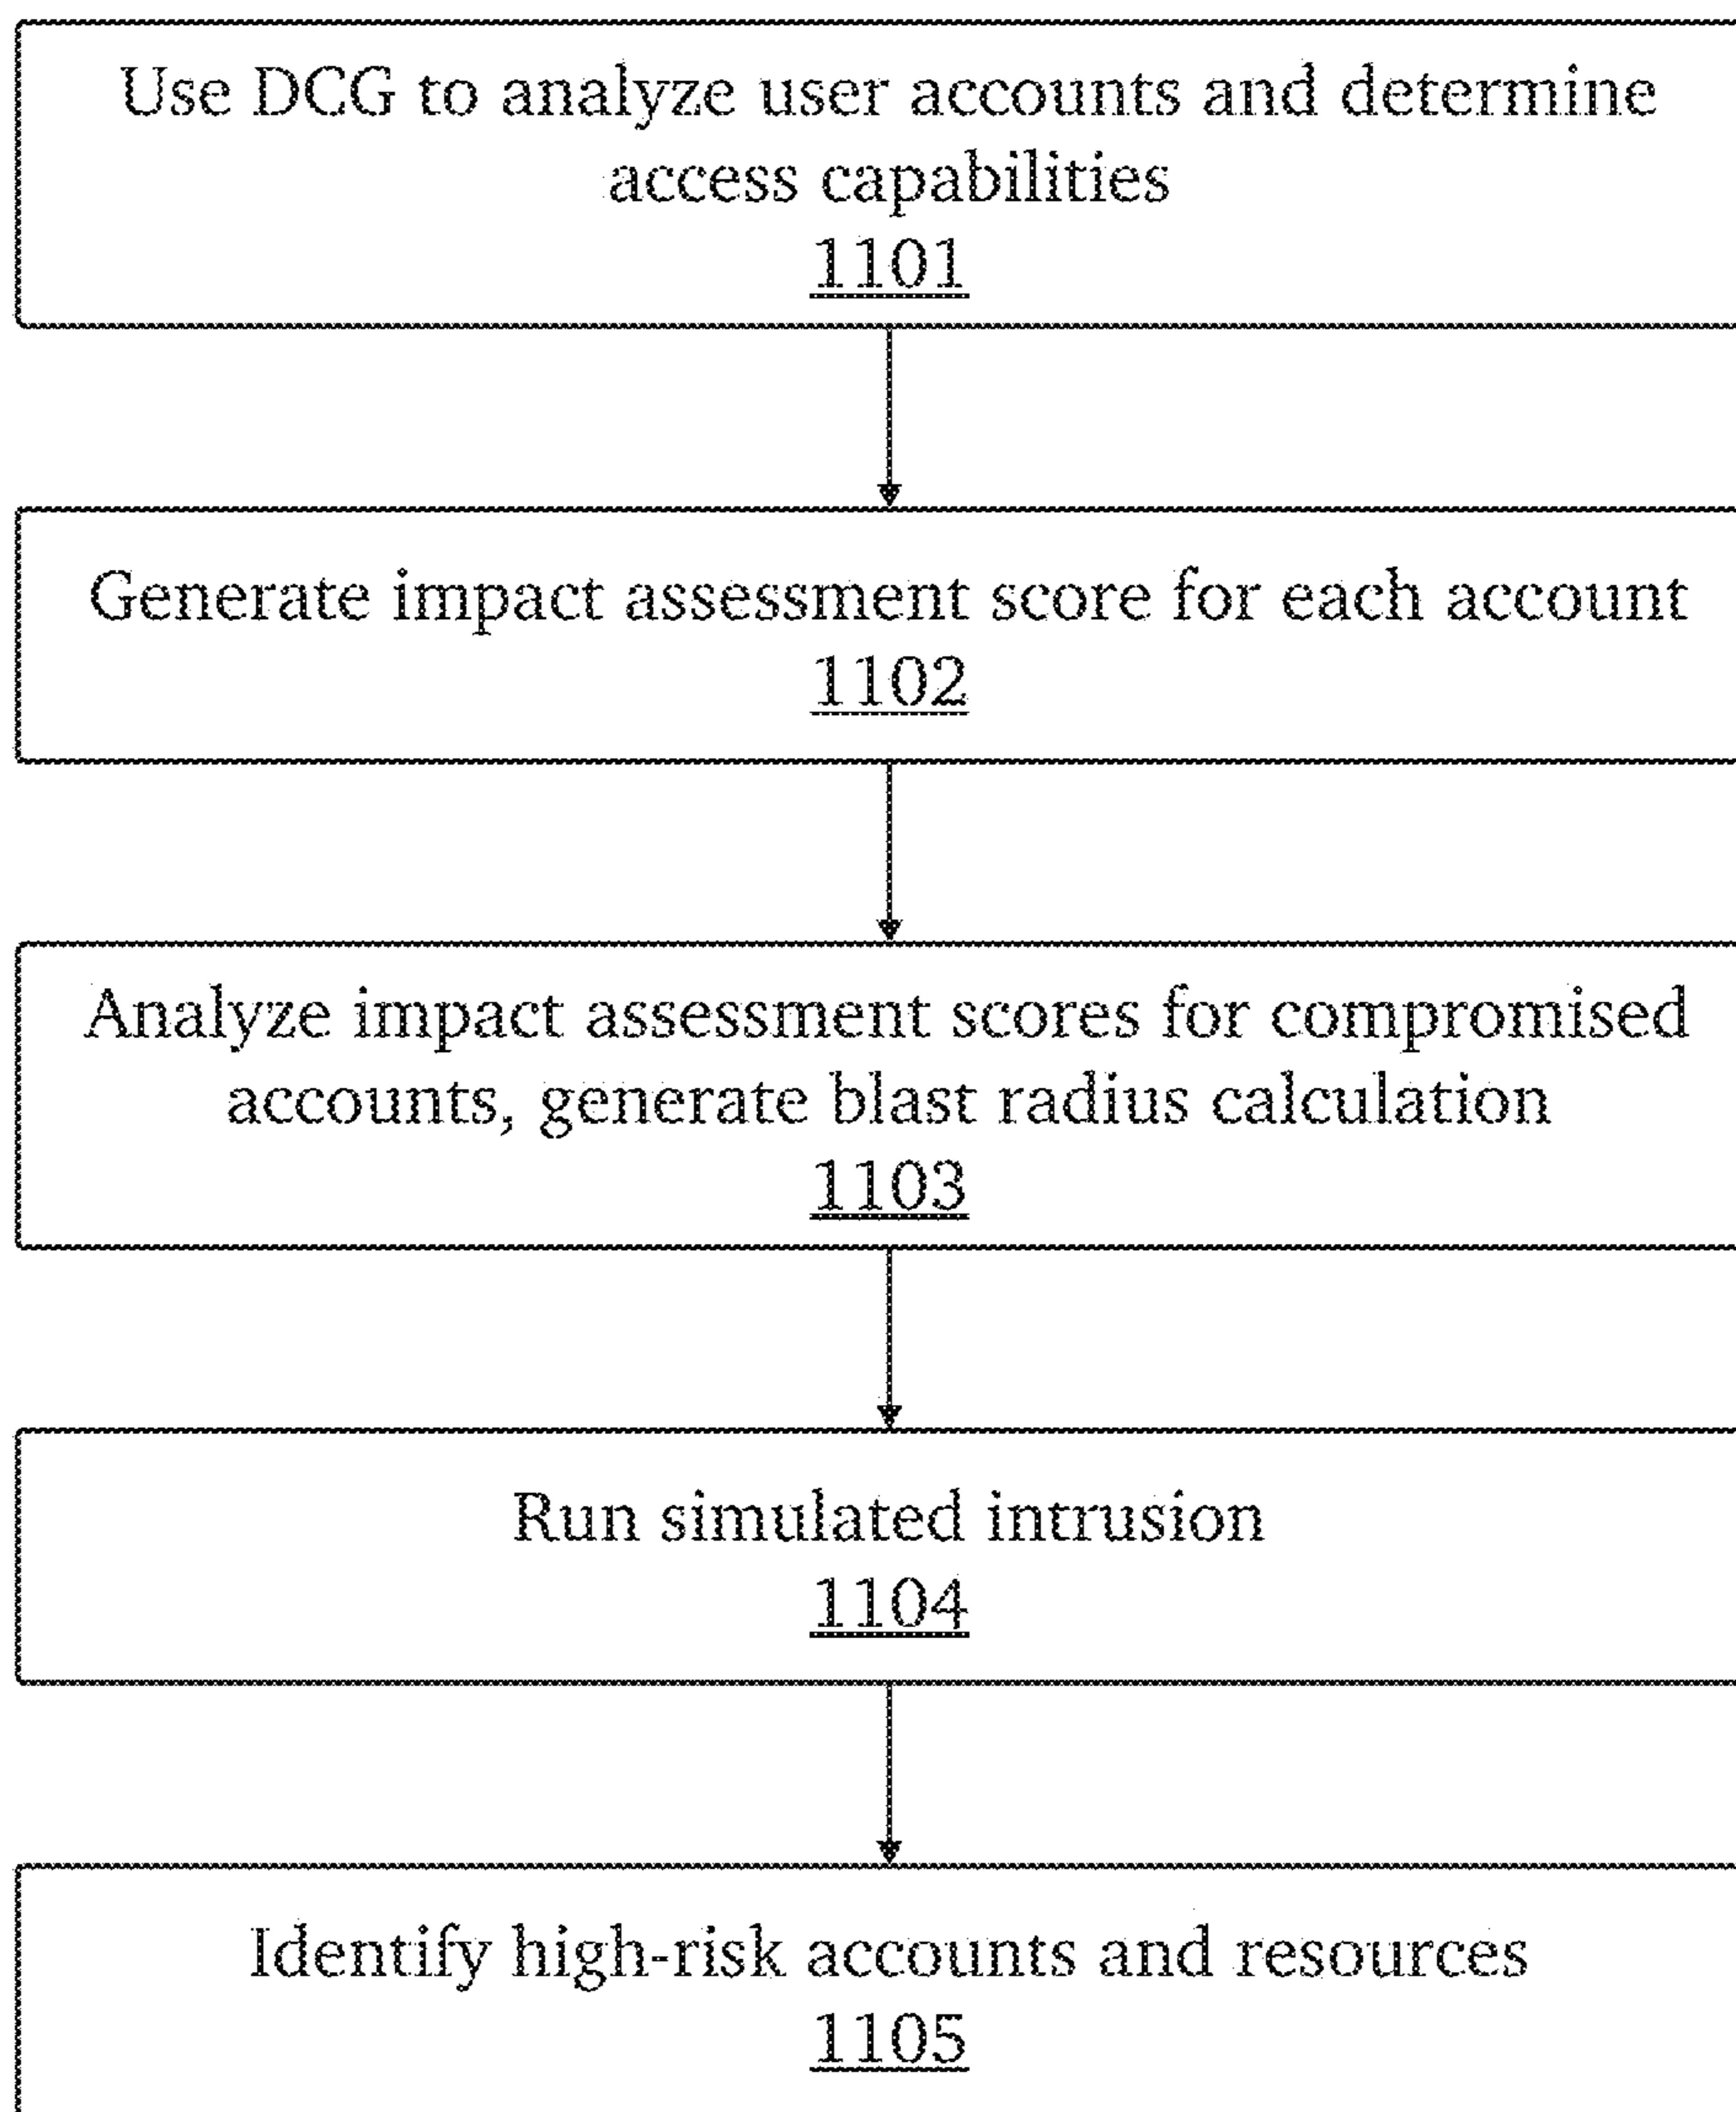 Use DCG to analyze user accounts and determine
access capabilities
1101
Generate impact assessment score for each account
1102
Analyze impact assessment scores for compromised
accounts, generate blast radius calculation
1103
Run simulated intrusion
1104
Identify high-risk accounts and resources
1105